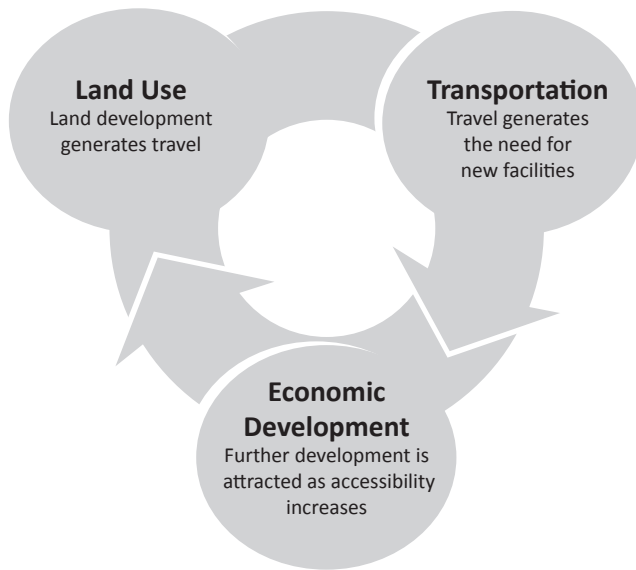 Land Use
Land development
generates travel
Transportation
Travel generates
the need for
new facilities
Economic
Development
Further development is
attracted as accessibility
increases